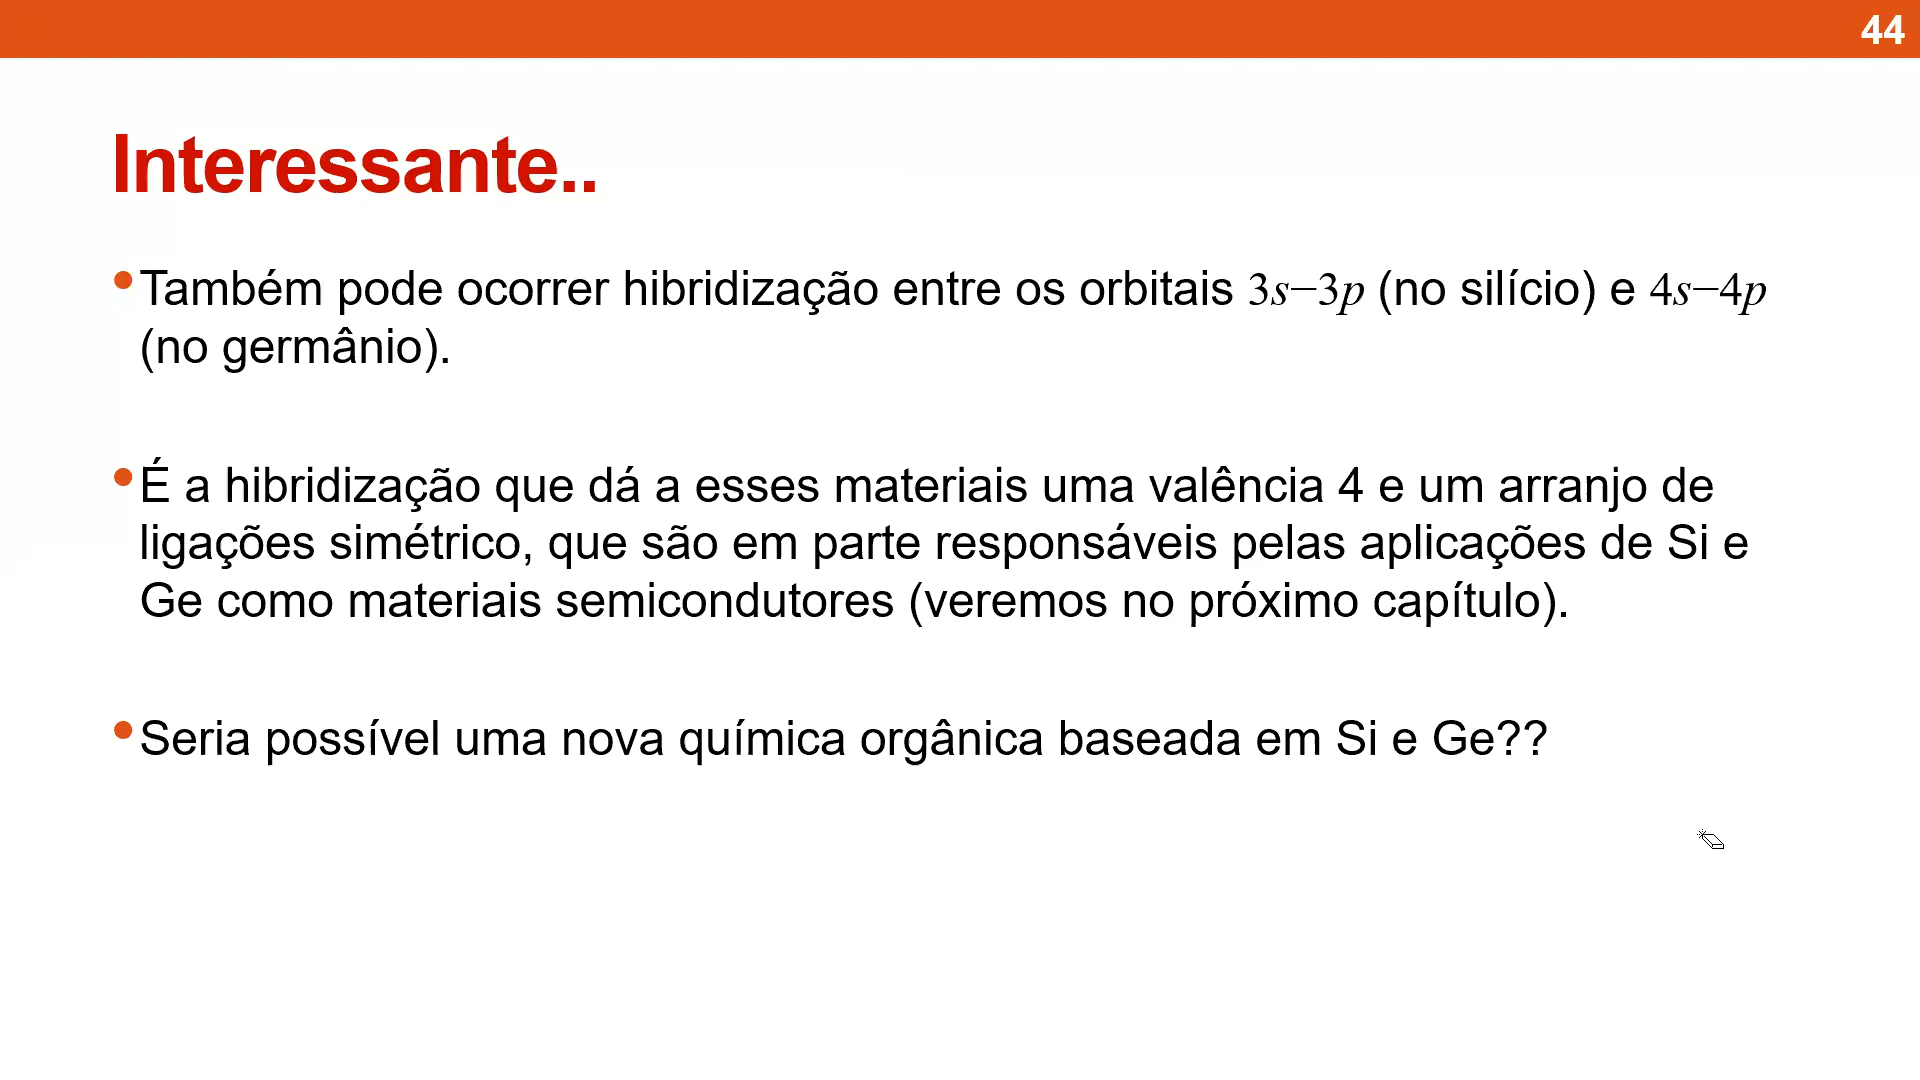 44
Interessante..
•Também pode ocorrer hibridização entre os orbitais 3s−3p (no silício) e 4s−4p
(no germânio).
•É a hibridização que dá a esses materiais uma valência 4 e um arranjo de
ligações simétrico, que são em parte responsáveis pelas aplicações de Si e
Ge como materiais semicondutores (veremos no próximo capítulo).
•Seria possível uma nova química orgânica baseada em Si e Ge??